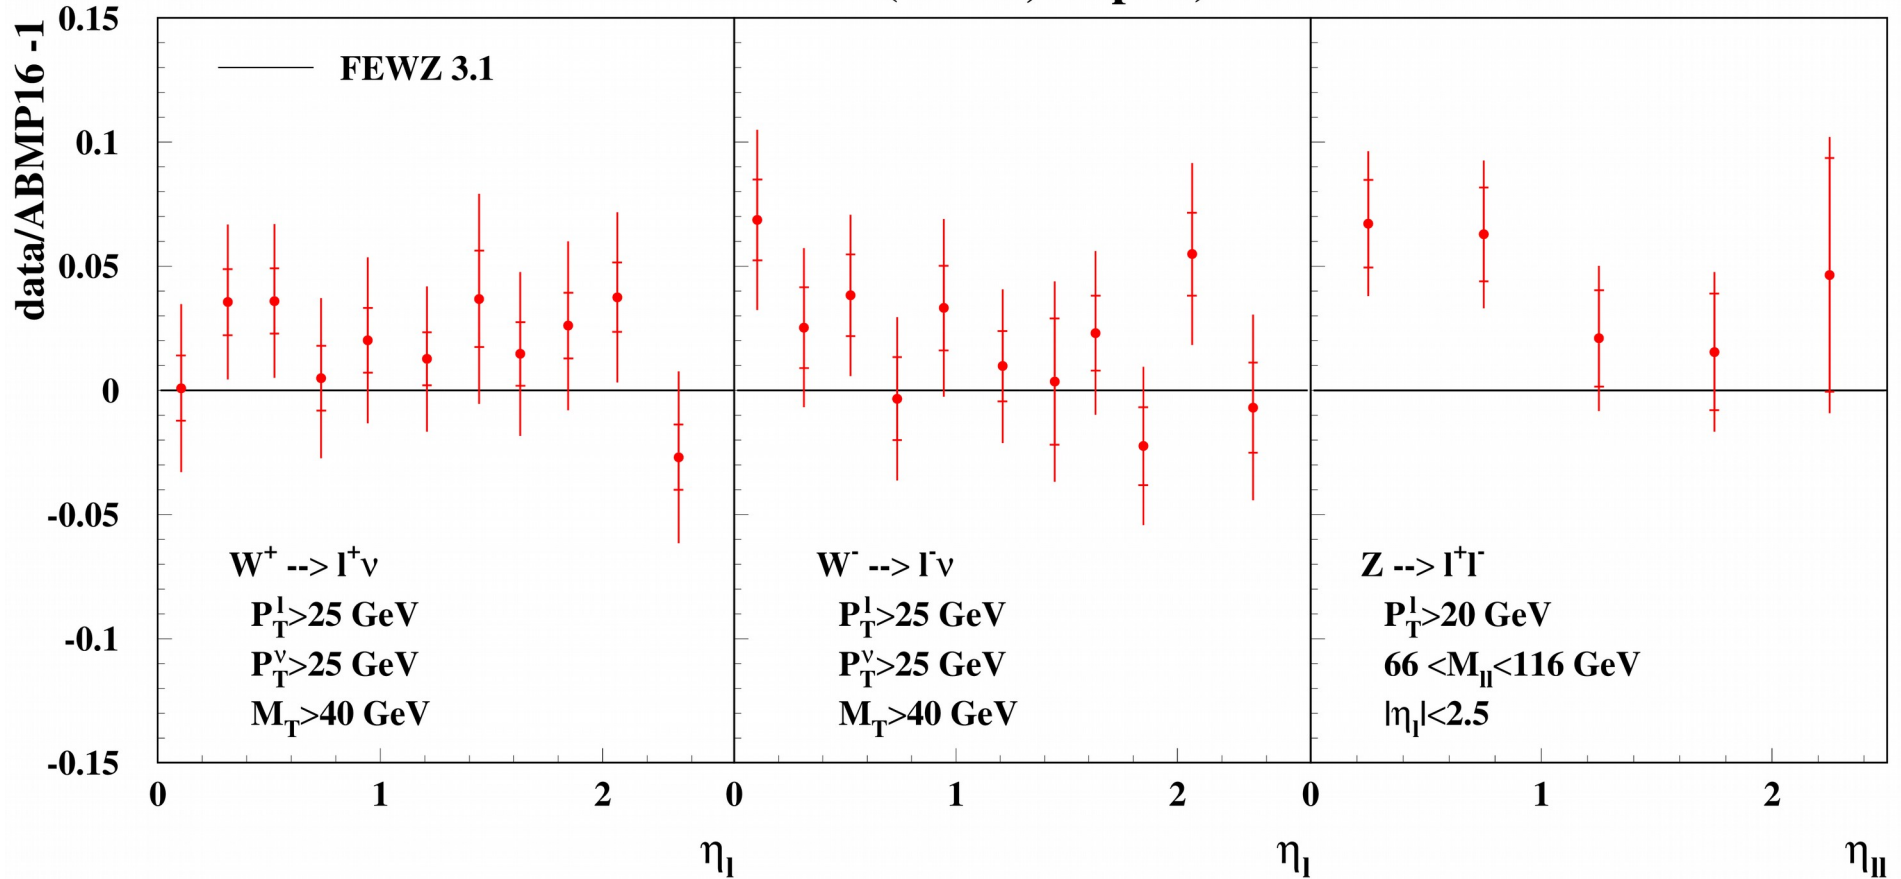 data/ABMP16 -1
0.15
0.1
0.05
0
-0.05
-0.1
-0.15
FEWZ 3.1
W⁺ --> l⁺ν
Pₜˡ>25 GeV
Pₜᵛ>25 GeV
Mₜ>40 GeV
W⁻ --> l⁻ν
Pₜˡ>25 GeV
Pₜᵛ>25 GeV
Mₜ>40 GeV
Z --> l⁺l⁻
Pₜˡ>20 GeV
66 <Mₗₗ<116 GeV
|ηₗ|<2.5
0 1 2
0 1 2
0 1 2
ηₗ
ηₗ
ηₗₗ